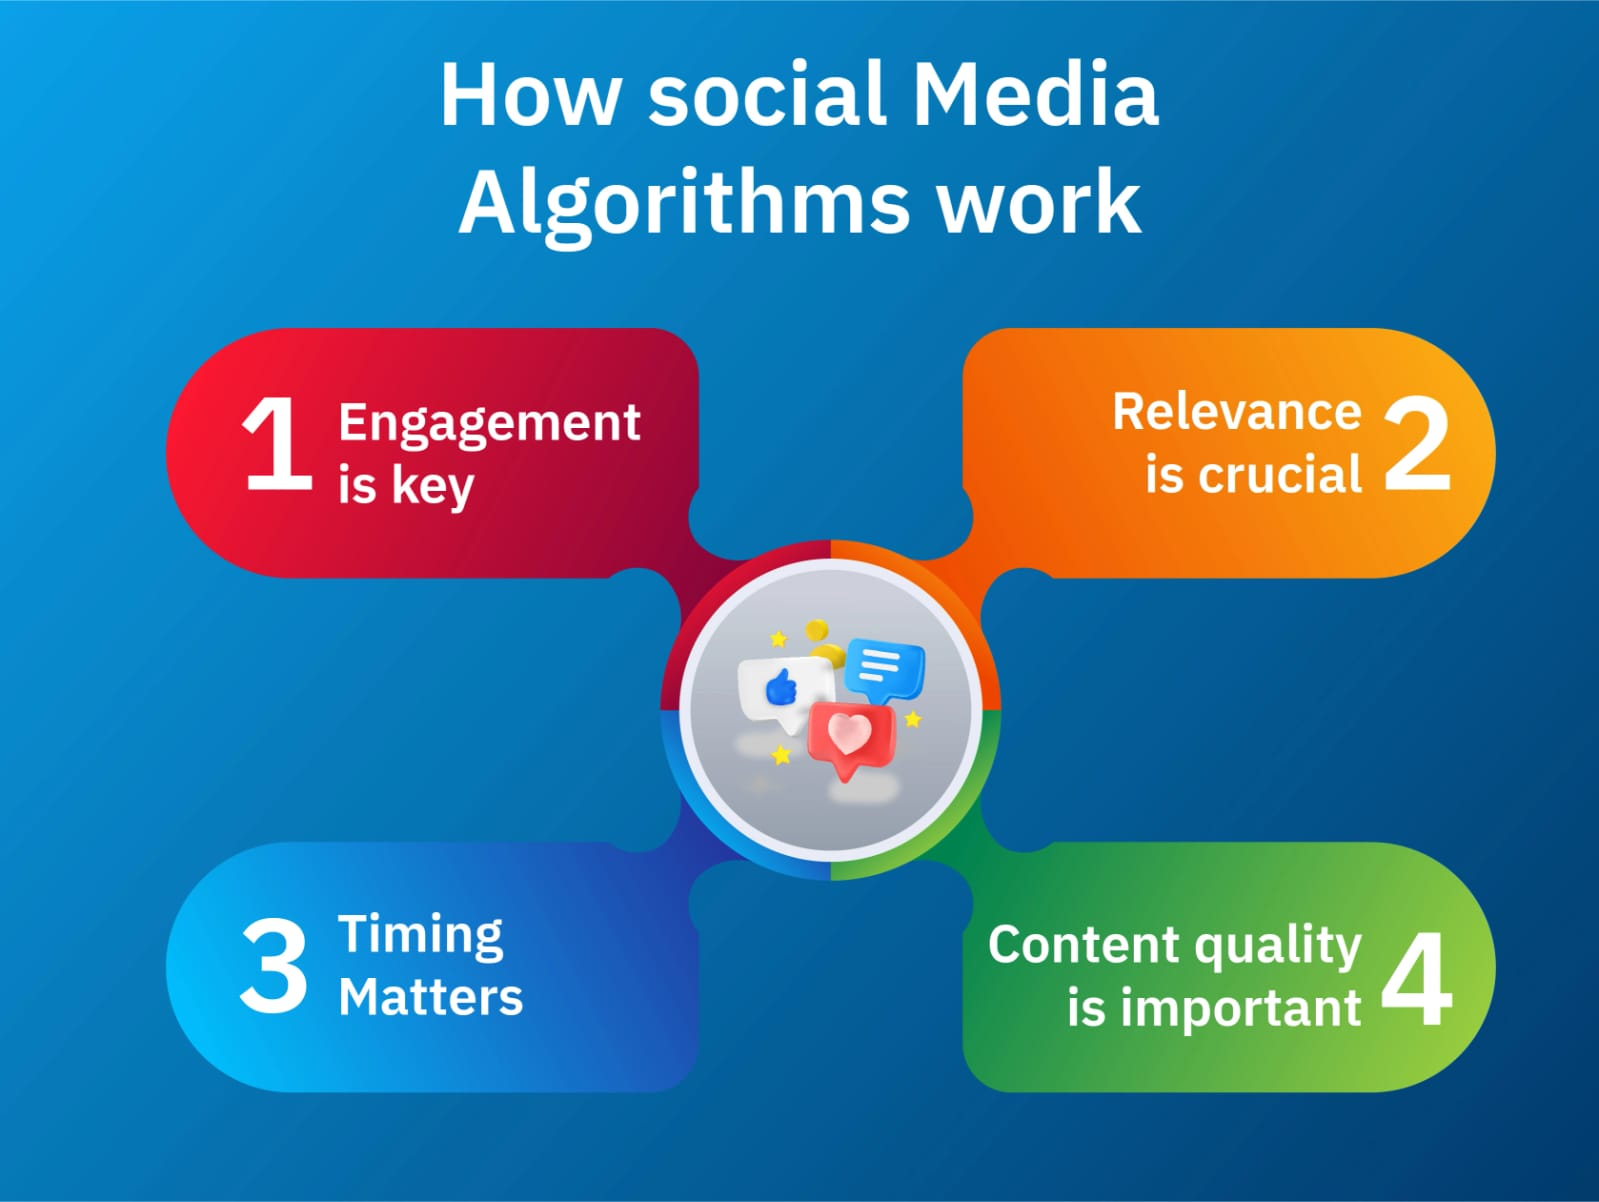 How social Media
Algorithms work
1
Engagement
is key
Relevance
is crucial
2
3
Timing
Matters
Content quality
is important
4